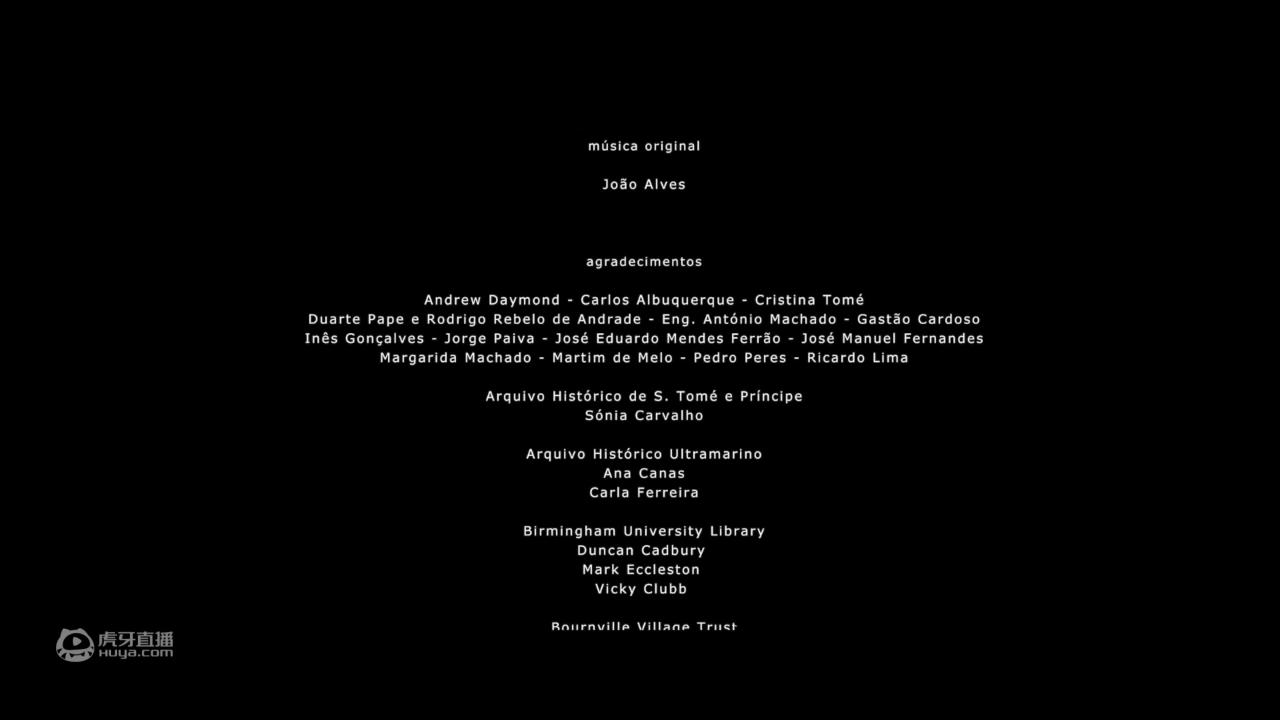 música original
João Alves
agradecimentos
Andrew Daymond - Carlos Albuquerque - Cristina Tomé
Duarte Pape e Rodrigo Rebelo de Andrade - Eng. António Machado - Gastão Cardoso
Inês Gonçalves - Jorge Paiva - José Eduardo Mendes Ferrão - José Manuel Fernandes
Margarida Machado - Martim de Melo - Pedro Peres - Ricardo Lima
Arquivo Histórico de S. Tomé e Príncipe
Sónia Carvalho
Arquivo Histórico Ultramarino
Ana Canas
Carla Ferreira
Birmingham University Library
Duncan Cadbury
Mark Eccleston
Vicky Clubb
Bournville Village Trust
虎牙直播
HUYA.com